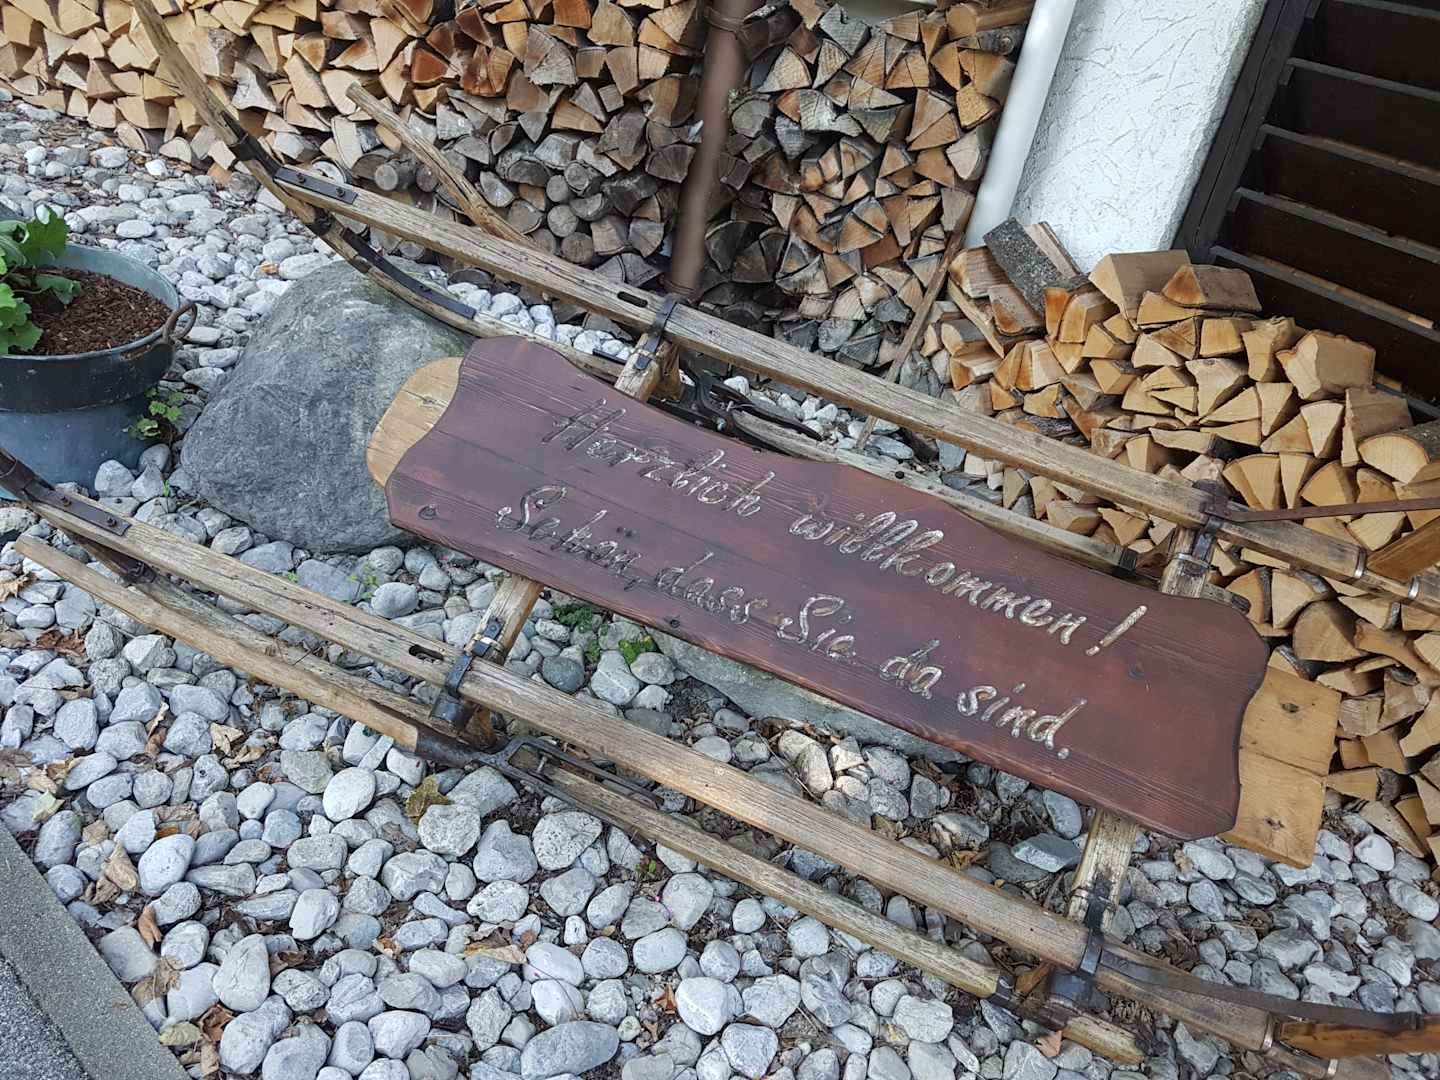 Herzlich willkommen!
Schön, dass Sie da sind.